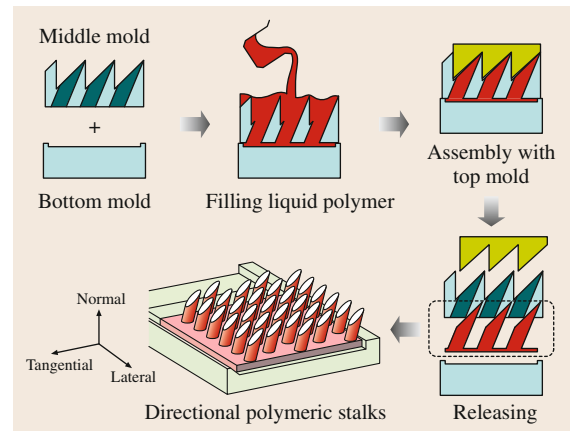 Middle mold
+
Bottom mold
Filling liquid polymer
Assembly with
top mold
Normal
Tangential
Lateral
Directional polymeric stalks
Releasing